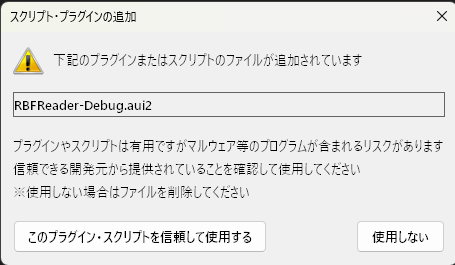 スクリプト・プラグインの追加
下記のプラグインまたはスクリプトのファイルが追加されています
RBFReader-Debug.aui2
プラグインやスクリプトは有用ですがマルウェア等のプログラムが含まれるリスクがあります
信頼できる開発元から提供されていることを確認して使用してください
※使用しない場合はファイルを削除してください
このプラグイン・スクリプトを信頼して使用する
使用しない